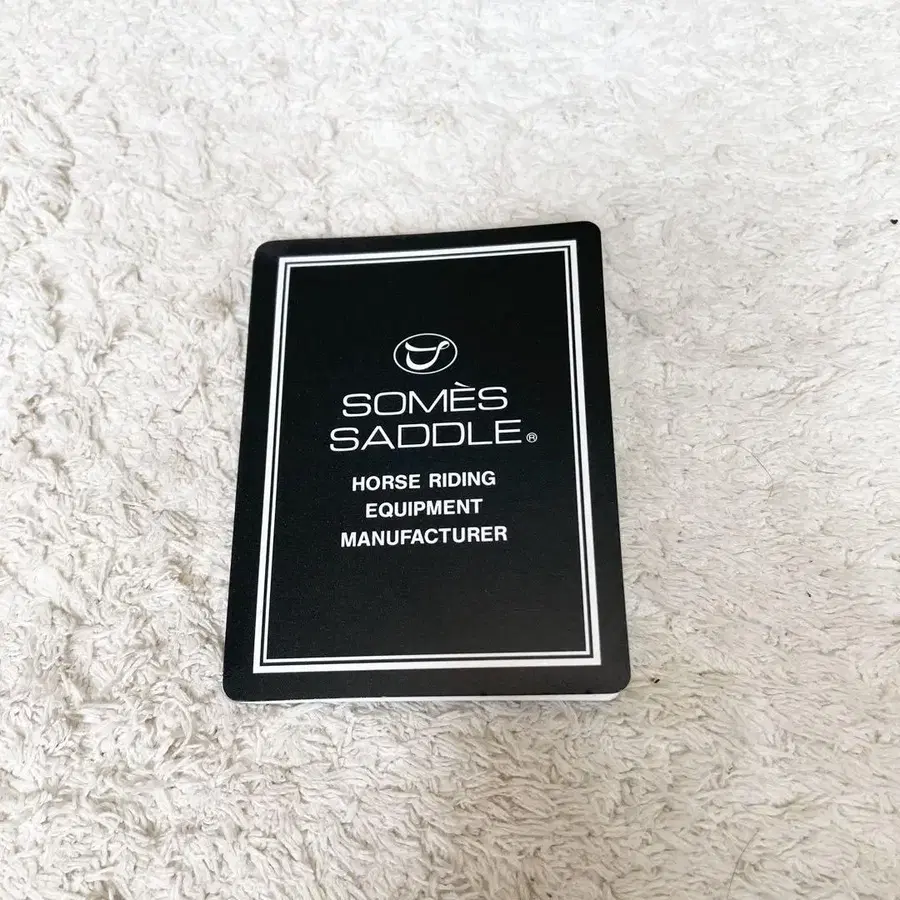 SOMÈS
SADDLE®
HORSE RIDING
EQUIPMENT
MANUFACTURER